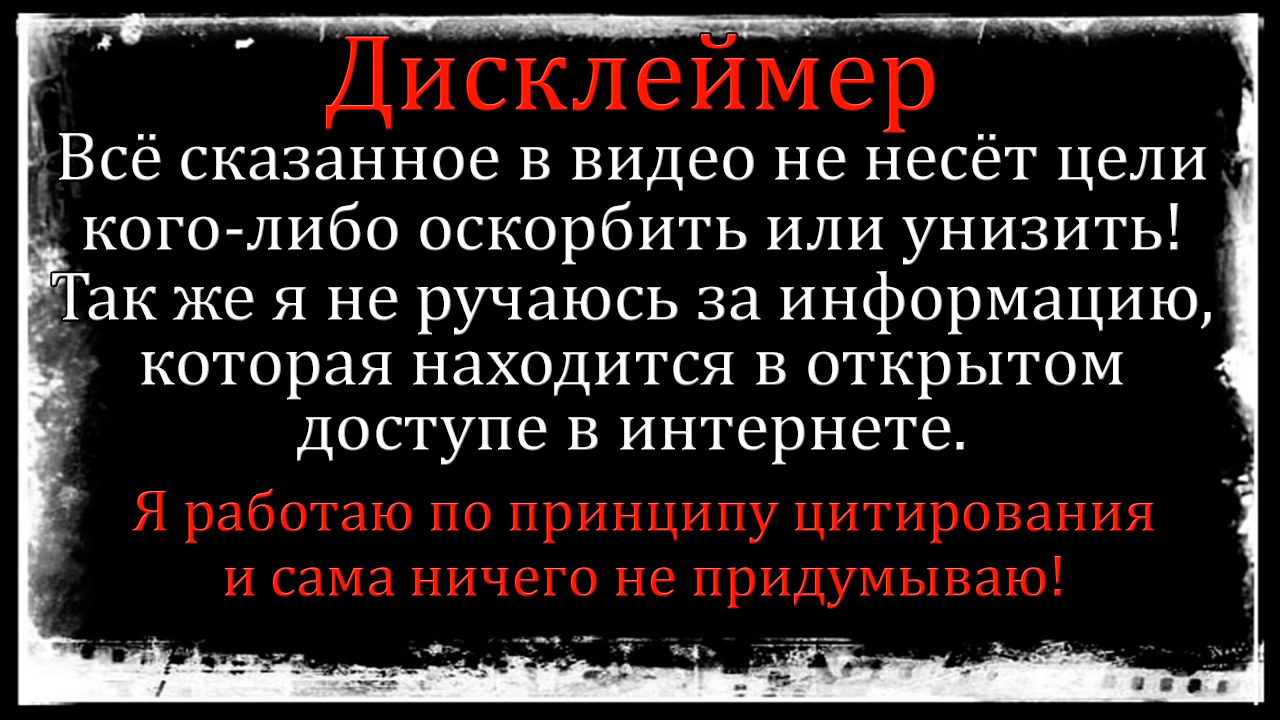 Дисклеймер
Всё сказанное в видео не несёт цели
кого-либо оскорбить или унизить!
Так же я не ручаюсь за информацию,
которая находится в открытом
доступе в интернете.
Я работаю по принципу цитирования
и сама ничего не придумываю!